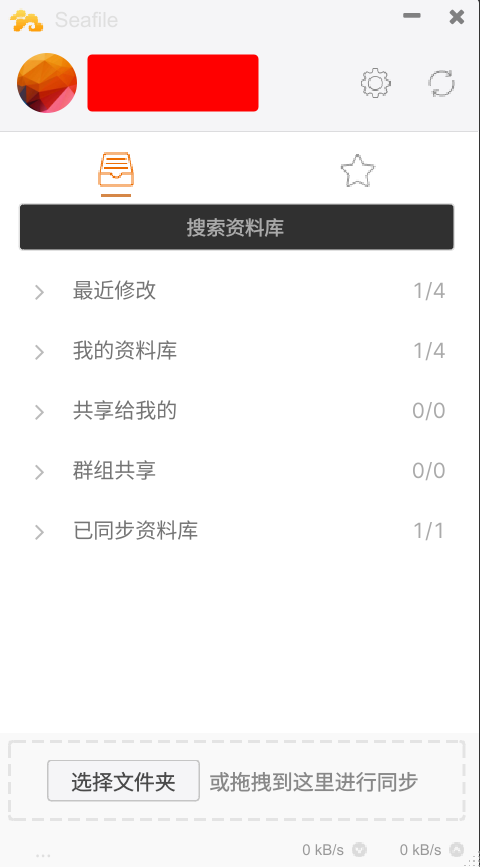 Seafile
搜索资料库
最近修改 1/4
我的资料库 1/4
共享给我的 0/0
群组共享 0/0
已同步资料库 1/1
选择文件夹 或拖拽到这里进行同步
... 0 kB/s 0 kB/s